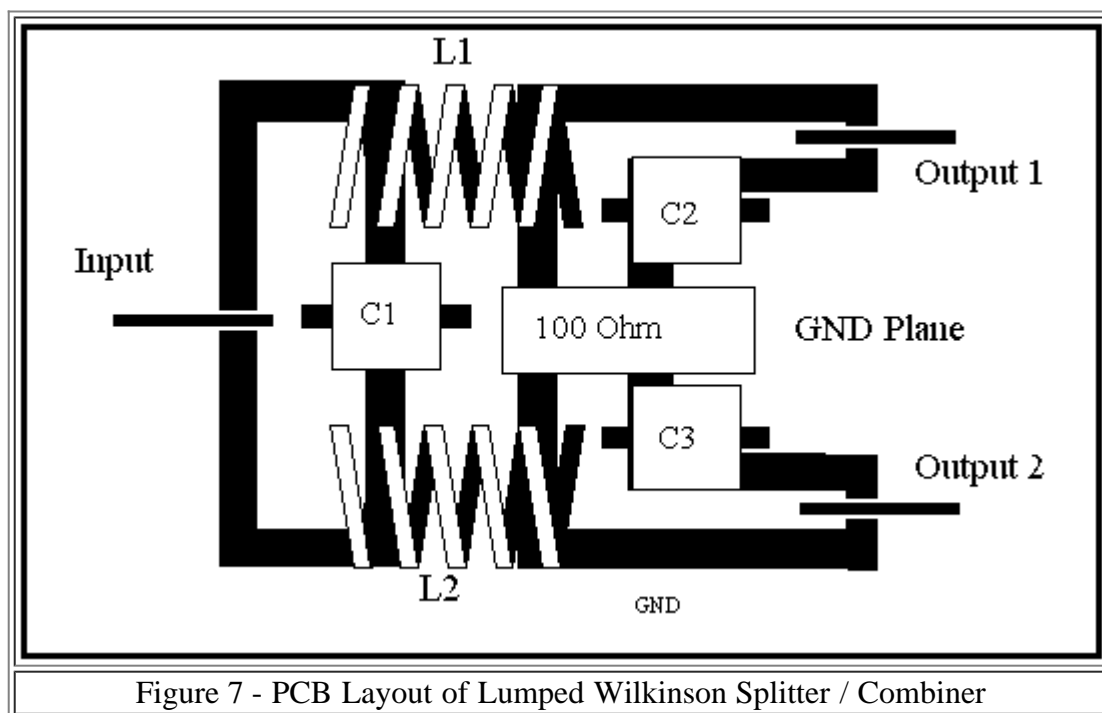 L1
Output 1
C2
Input
C1
100 Ohm
GND Plane
C3
Output 2
L2
GND
Figure 7 - PCB Layout of Lumped Wilkinson Splitter / Combiner